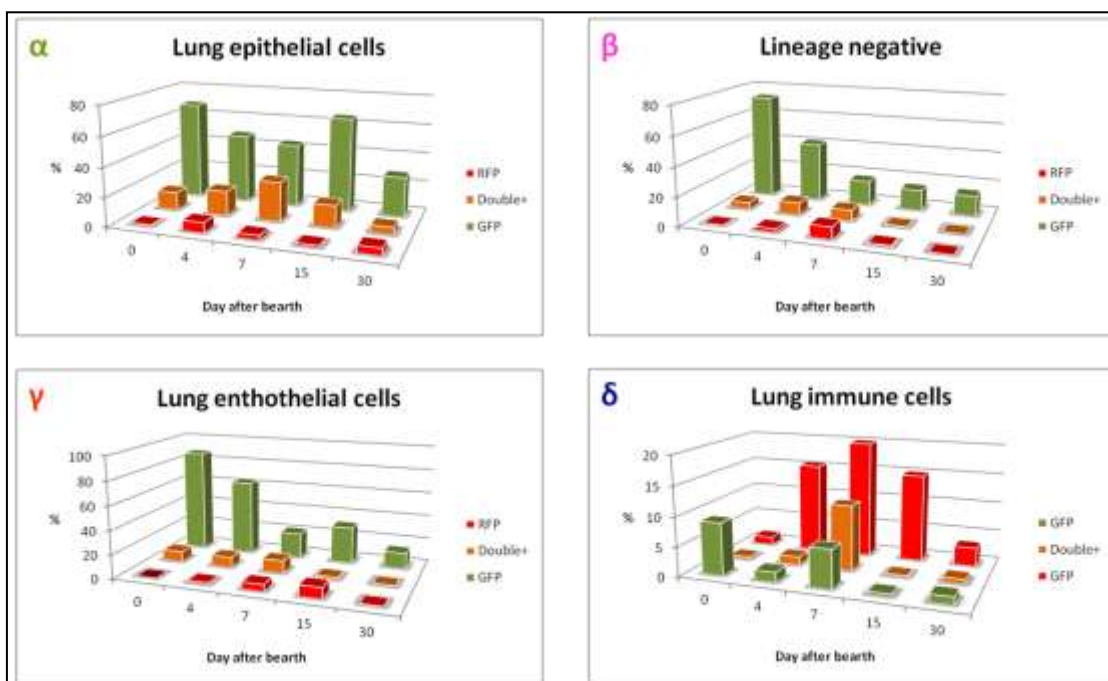 α
Lung epithelial cells
80
60
40
20
0
%
0
4
7
15
30
Day after bearth
RFP
Double+
GFP
β
Lineage negative
80
60
40
20
0
%
0
4
7
15
30
Day after bearth
RFP
Double+
GFP
γ
Lung enthothelial cells
100
80
60
40
20
0
%
0
4
7
15
30
Day after bearth
RFP
Double+
GFP
δ
Lung immune cells
20
15
10
5
0
%
0
4
7
15
30
Day after bearth
GFP
Double+
GFP